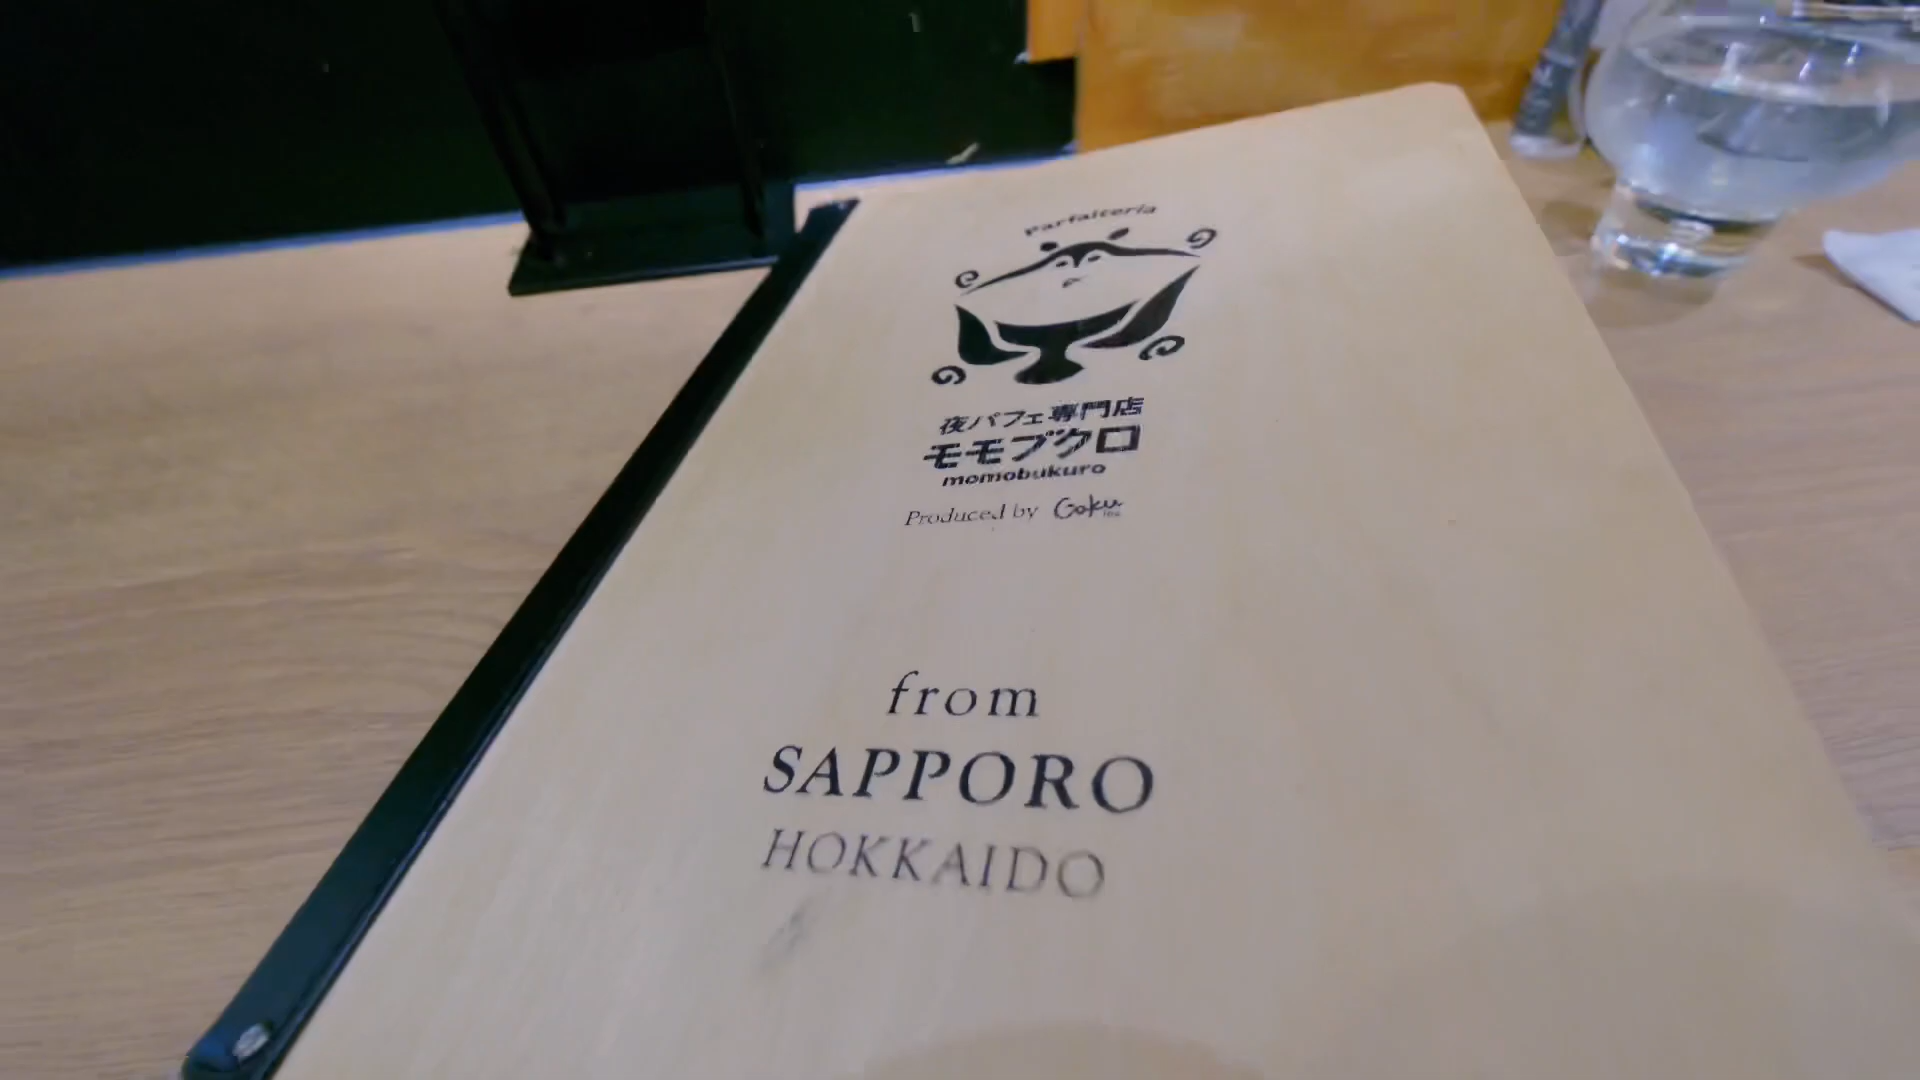 Parfaiteria
夜パフェ専門店
モモブクロ
momobukuro
Produced by Gaku
from
SAPPORO
HOKKAIDO